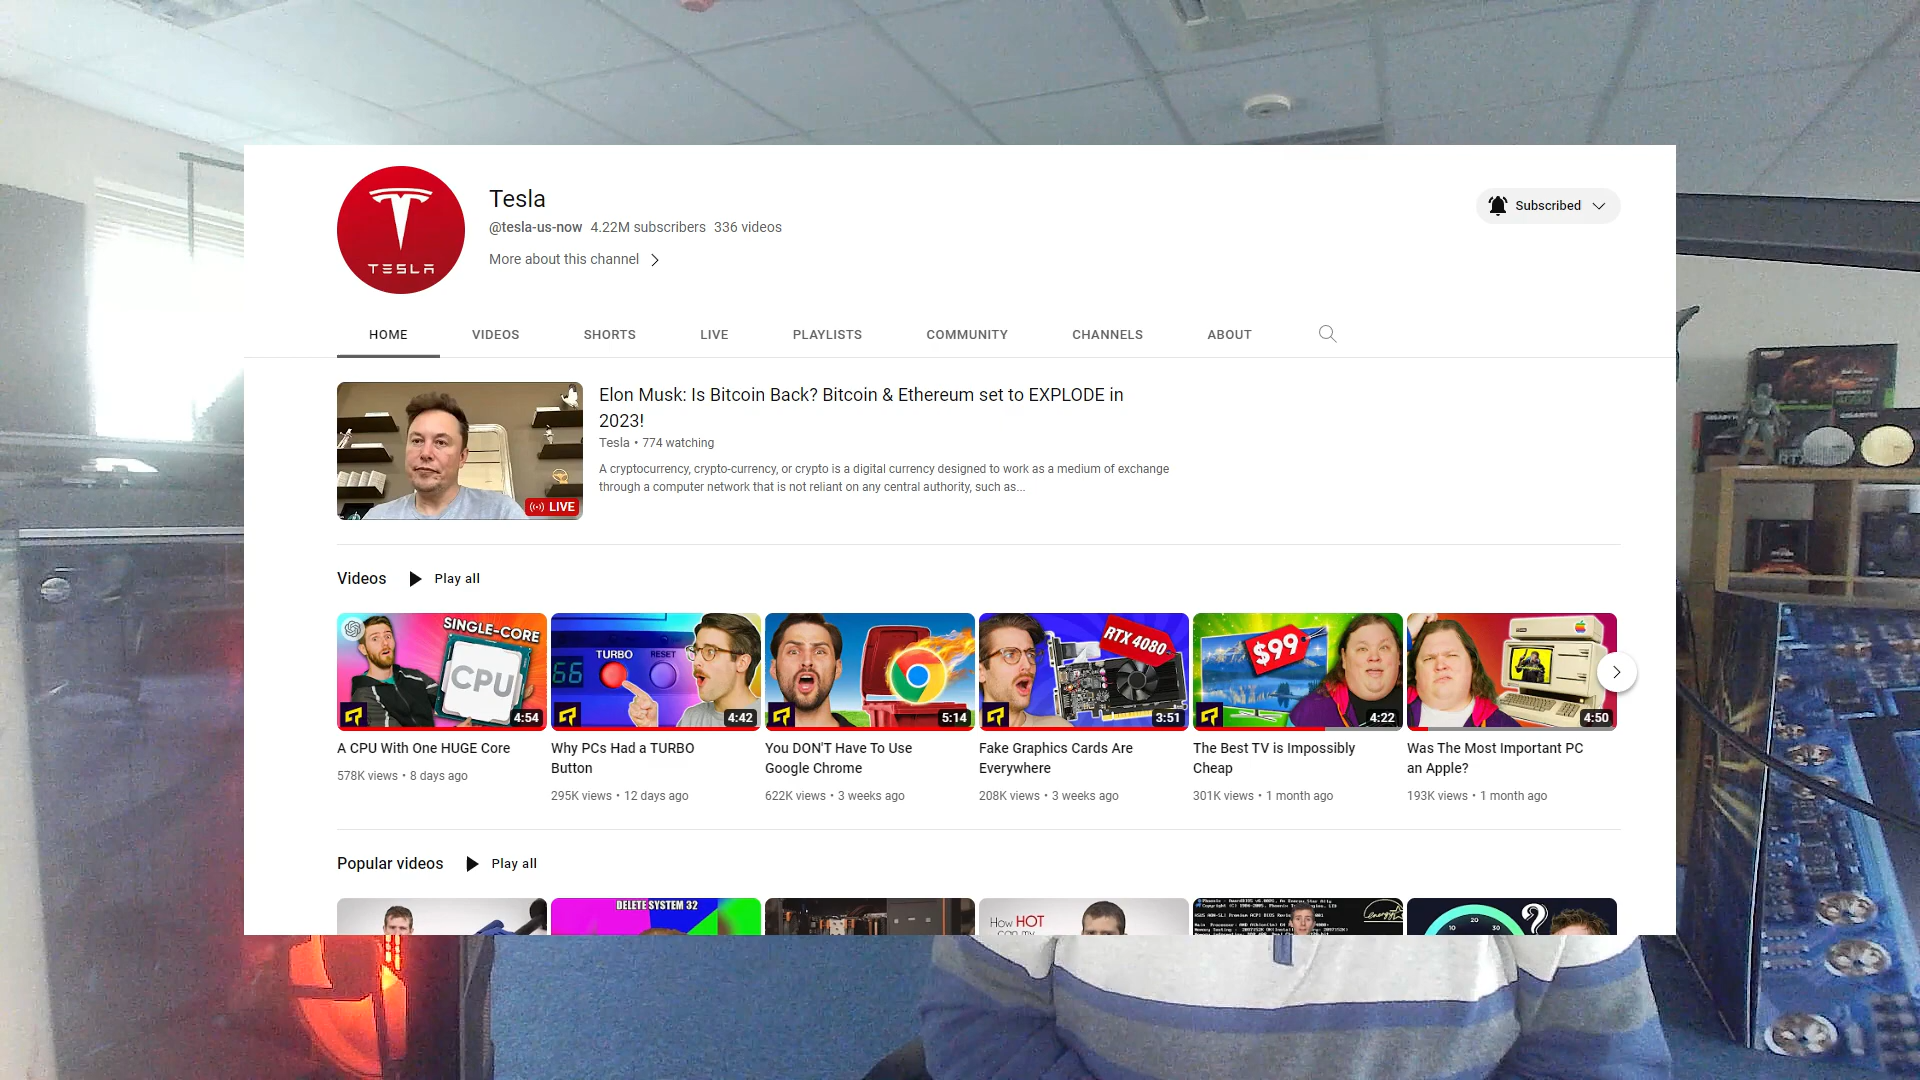 Tesla
@tesla-us-now 4.22M subscribers 336 videos
More about this channel
TESLA
Subscribed
HOME VIDEOS SHORTS LIVE PLAYLISTS COMMUNITY CHANNELS ABOUT
Elon Musk: Is Bitcoin Back? Bitcoin & Ethereum set to EXPLODE in
2023!
Tesla • 774 watching
A cryptocurrency, crypto-currency, or crypto is a digital currency designed to work as a medium of exchange
through a computer network that is not reliant on any central authority, such as...
LIVE
Videos Play all
SINGLE-CORE
CPU
4:54
66
TURBO
RESET
4:42
5:14
RTX 4080
3:51
$99
4:22
4:50
A CPU With One HUGE Core
578K views • 8 days ago
Why PCs Had a TURBO
Button
295K views • 12 days ago
You DON'T Have To Use
Google Chrome
622K views • 3 weeks ago
Fake Graphics Cards Are
Everywhere
208K views • 3 weeks ago
The Best TV is Impossibly
Cheap
301K views • 1 month ago
Was The Most Important PC
an Apple?
193K views • 1 month ago
Popular videos Play all
DELETE SYSTEM 32
How HOT
can my
10 20 30
?